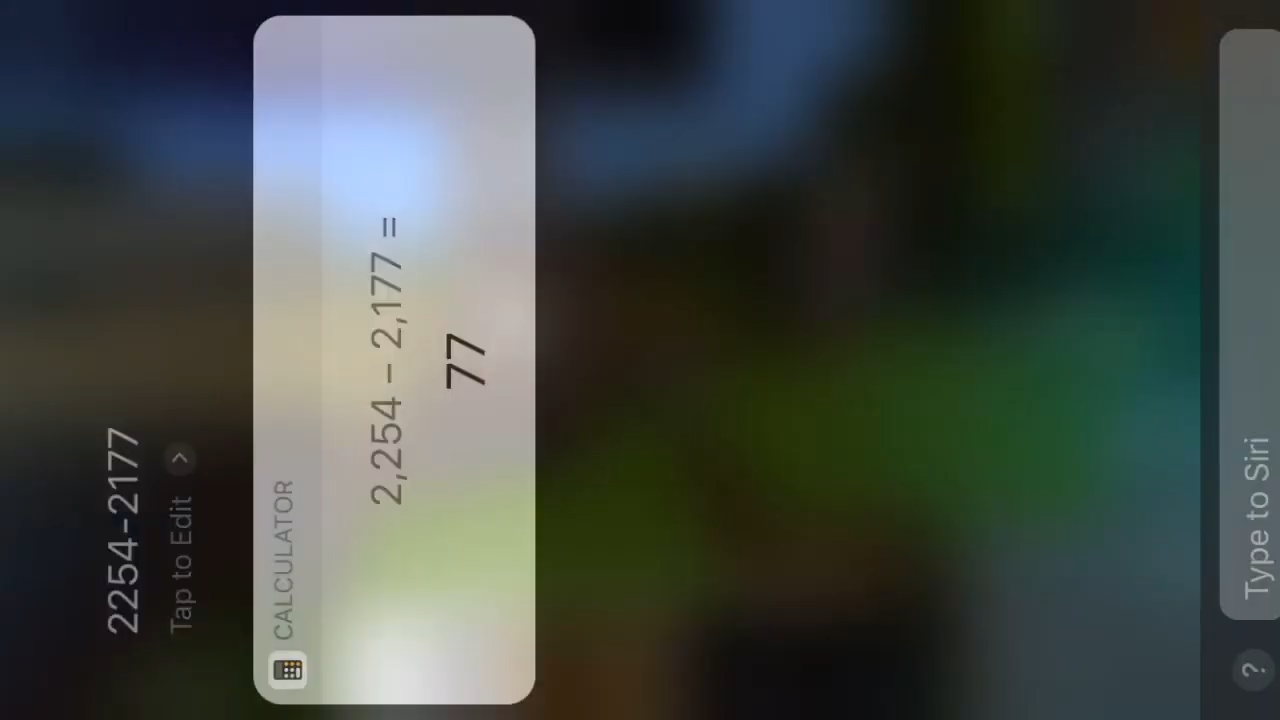 2254-2177
Tap to Edit >
CALCULATOR
2,254 – 2,177 =
77
Type to Siri
?